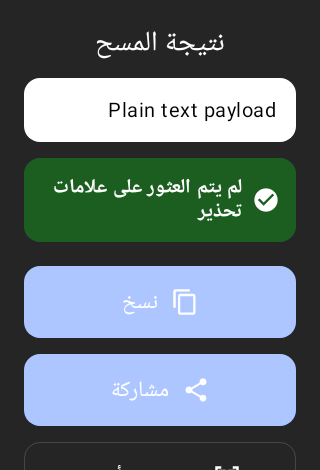 نتيجة المسح
Plain text payload
لم يتم العثور على علامات
تحذير
نسخ
مشاركة